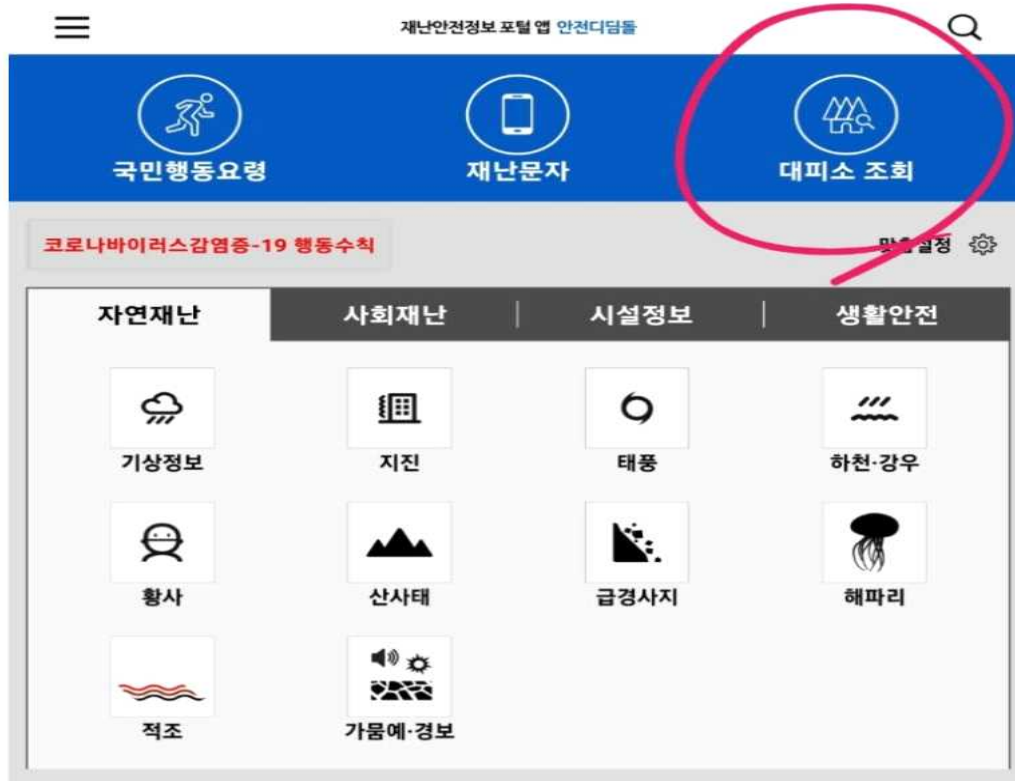 재난안전정보 포털 앱 안전디딤돌
국민행동요령 재난문자 대피소 조회
코로나바이러스감염증-19 행동수칙 맞춤설정
자연재난 사회재난 시설정보 생활안전
기상정보 지진 태풍 하천·강우
황사 산사태 급경사지 해파리
적조 가뭄예·경보